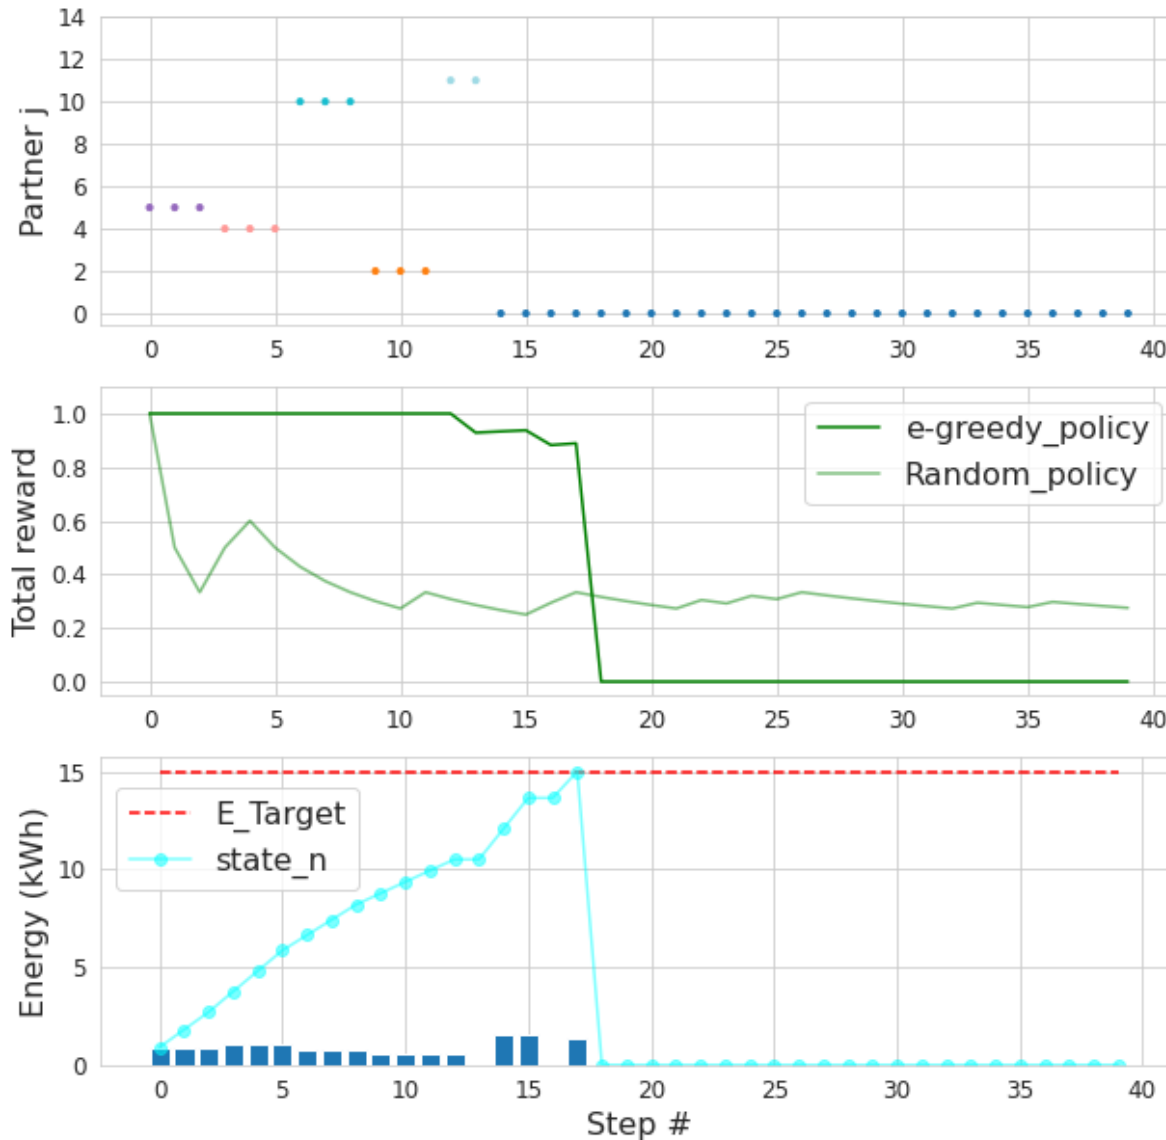 14
12
10
8
6
4
2
0
Partner j
0 5 10 15 20 25 30 35 40
1.0
0.8
0.6
0.4
0.2
0.0
Total reward
e-greedy_policy
Random_policy
0 5 10 15 20 25 30 35 40
15
10
5
0
Energy (kWh)
E_Target
state_n
0 5 10 15 20 25 30 35 40
Step #